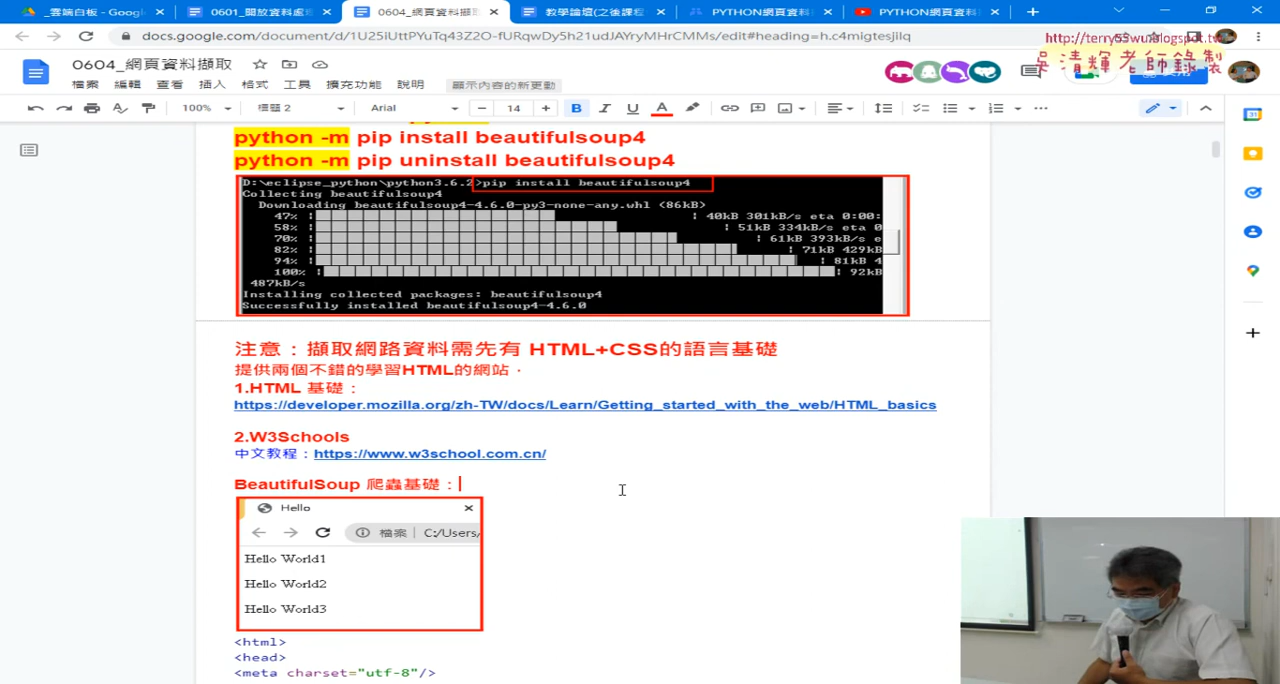 _雲端白板 - Googl
0601_開放資料處
0604_網頁資料擷
教學論壇(之後課程
PYTHON網頁資料
PYTHON網頁資料
docs.google.com/document/d/1U25iUttPYuTq43Z2O-fURqwDy5h21udJAYryMHrCMMs/edit#heading=h.c4migtesjilq
http://terry55wu.blogspot.tw
吳清輝老師錄製
0604_網頁資料擷取
檔案 編輯 查看 插入 格式 工具 擴充功能 說明 顯示內容的新更動
100% 標題 2 Arial 14 B I U A
python -m pip install beautifulsoup4
python -m pip uninstall beautifulsoup4
D:\eclipse_python\python3.6.2>pip install beautifulsoup4
Collecting beautifulsoup4
Downloading beautifulsoup4-4.6.0-py3-none-any.whl (86kB)
47% 40kB 301kB/s eta 0:00:
58% 51kB 334kB/s eta 0
70% 61kB 393kB/s e
82% 71kB 429kB
94% 81kB 4
100% 92kB
487kB/s
Installing collected packages: beautifulsoup4
Successfully installed beautifulsoup4-4.6.0
注意：擷取網路資料需先有 HTML+CSS的語言基礎
提供兩個不錯的學習HTML的網站．
1.HTML 基礎：
https://developer.mozilla.org/zh-TW/docs/Learn/Getting_started_with_the_web/HTML_basics
2.W3Schools
中文教程：https://www.w3school.com.cn/
BeautifulSoup 爬蟲基礎：
Hello
檔案 C:/Users/
Hello World1
Hello World2
Hello World3
<html>
<head>
<meta charset="utf-8"/>